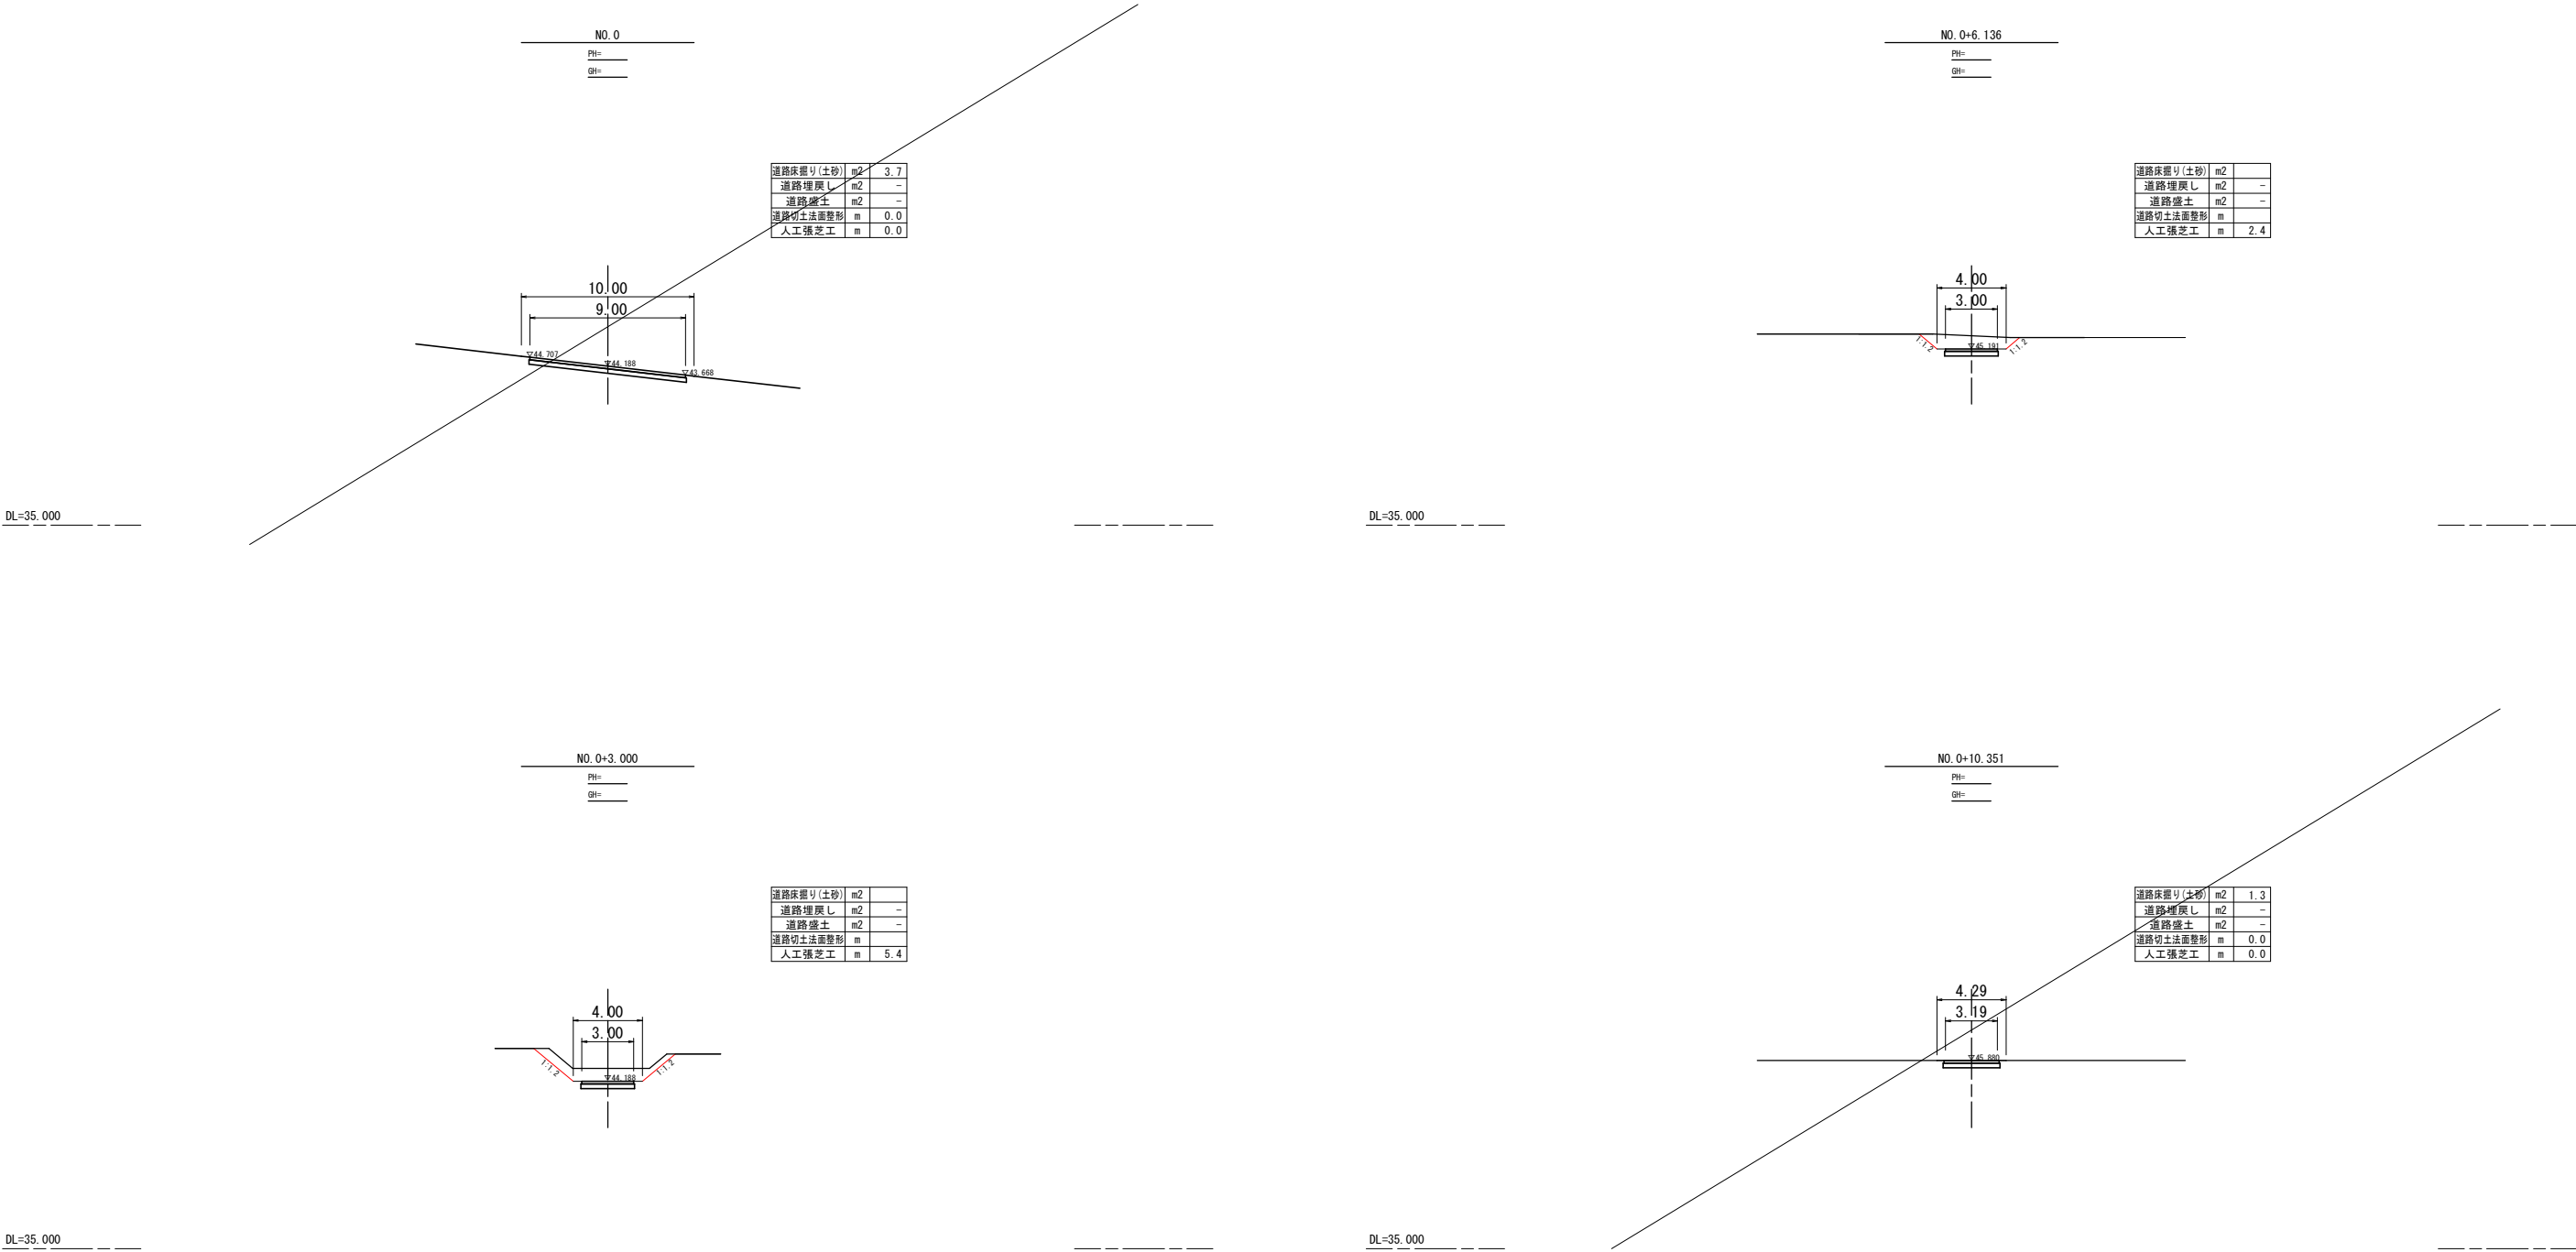 NO.0
PH=
GH=
道路床掘り(土砂) m2 3.7
道路埋戻し m2 -
道路盛土 m2 -
道路切土法面整形 m 0.0
人工張芝工 m 0.0
10.00
9.00
▽44.707
▽44.188
▽43.668
DL=35.000
NO.0+6.136
PH=
GH=
道路床掘り(土砂) m2
道路埋戻し m2 -
道路盛土 m2 -
道路切土法面整形 m
人工張芝工 m 2.4
4.00
3.00
1:1.2
▽45.191
1:1.2
DL=35.000
NO.0+3.000
PH=
GH=
道路床掘り(土砂) m2
道路埋戻し m2 -
道路盛土 m2 -
道路切土法面整形 m
人工張芝工 m 5.4
4.00
3.00
1:1.2
▽44.188
1:1.2
DL=35.000
NO.0+10.351
PH=
GH=
道路床掘り(土砂) m2 1.3
道路埋戻し m2 -
道路盛土 m2 -
道路切土法面整形 m 0.0
人工張芝工 m 0.0
4.29
3.19
▽45.880
DL=35.000